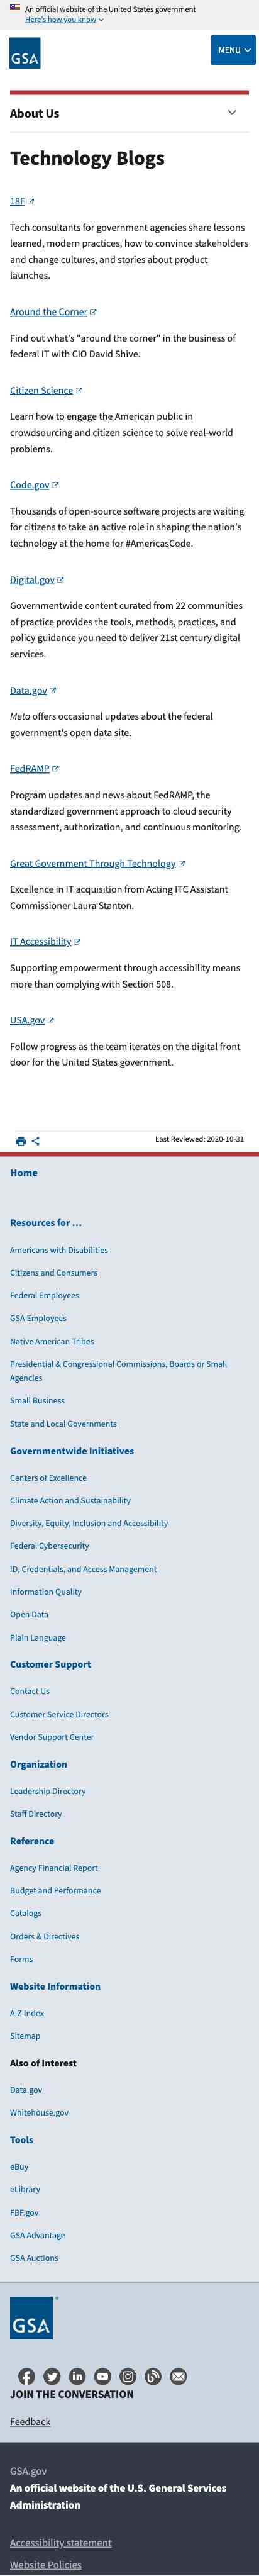 An official website of the United States government
Here's how you know
GSA
MENU
About Us
Technology Blogs
18F
Tech consultants for government agencies share lessons
learned, modern practices, how to convince stakeholders
and change cultures, and stories about product
launches.
Around the Corner
Find out what's "around the corner" in the business of
federal IT with CIO David Shive.
Citizen Science
Learn how to engage the American public in
crowdsourcing and citizen science to solve real-world
problems.
Code.gov
Thousands of open-source software projects are waiting
for citizens to take an active role in shaping the nation's
technology at the home for #AmericasCode.
Digital.gov
Governmentwide content curated from 22 communities
of practice provides the tools, methods, practices, and
policy guidance you need to deliver 21st century digital
services.
Data.gov
Meta offers occasional updates about the federal
government's open data site.
FedRAMP
Program updates and news about FedRAMP, the
standardized governmental approach to cloud security
assessment, authorization, and continuous monitoring.
Great Government Through Technology
Excellence in IT acquisition from Acting ITC Assistant
Commissioner Laura Stanton.
IT Accessibility
Supporting empowerment through accessibility means
more than complying with Section 508.
USA.gov
Follow progress as the team iterates on the digital front
door for the United States government.
Last Reviewed: 2020-10-31
Home
Resources for …
Americans with Disabilities
Citizens and Consumers
Federal Employees
GSA Employees
Native American Tribes
Presidential & Congressional Commissions, Boards or Small
Agencies
Small Business
State and Local Governments
Governmentwide Initiatives
Centers of Excellence
Climate Action and Sustainability
Diversity, Equity, Inclusion and Accessibility
Federal Cybersecurity
ID, Credentials, and Access Management
Information Quality
Open Data
Plain Language
Customer Support
Contact Us
Customer Service Directors
Vendor Support Center
Organization
Leadership Directory
Staff Directory
Reference
Agency Financial Report
Budget and Performance
Catalogs
Orders & Directives
Forms
Website Information
A-Z Index
Sitemap
Also of Interest
Data.gov
Whitehouse.gov
Tools
eBuy
eLibrary
FBF.gov
GSA Advantage
GSA Auctions
GSA
JOIN THE CONVERSATION
Feedback
GSA.gov
An official website of the U.S. General Services
Administration
Accessibility statement
Website Policies